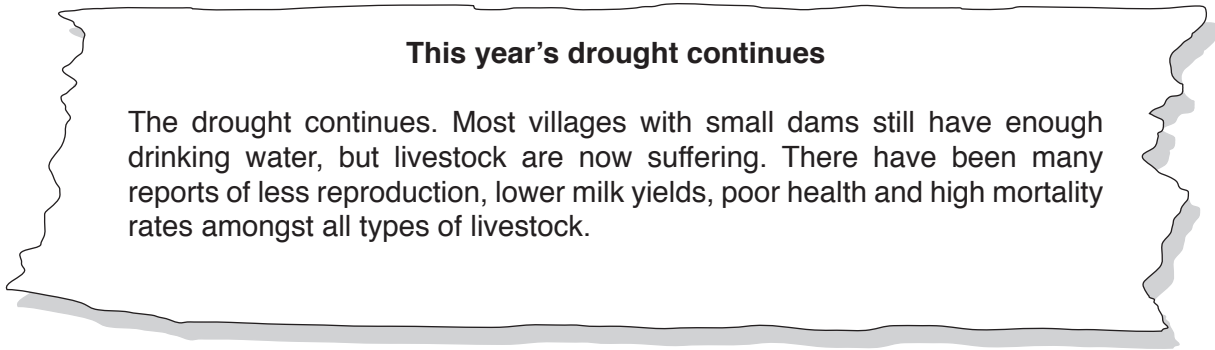 This year’s drought continues
The drought continues. Most villages with small dams still have enough
drinking water, but livestock are now suffering. There have been many
reports of less reproduction, lower milk yields, poor health and high mortality
rates amongst all types of livestock.